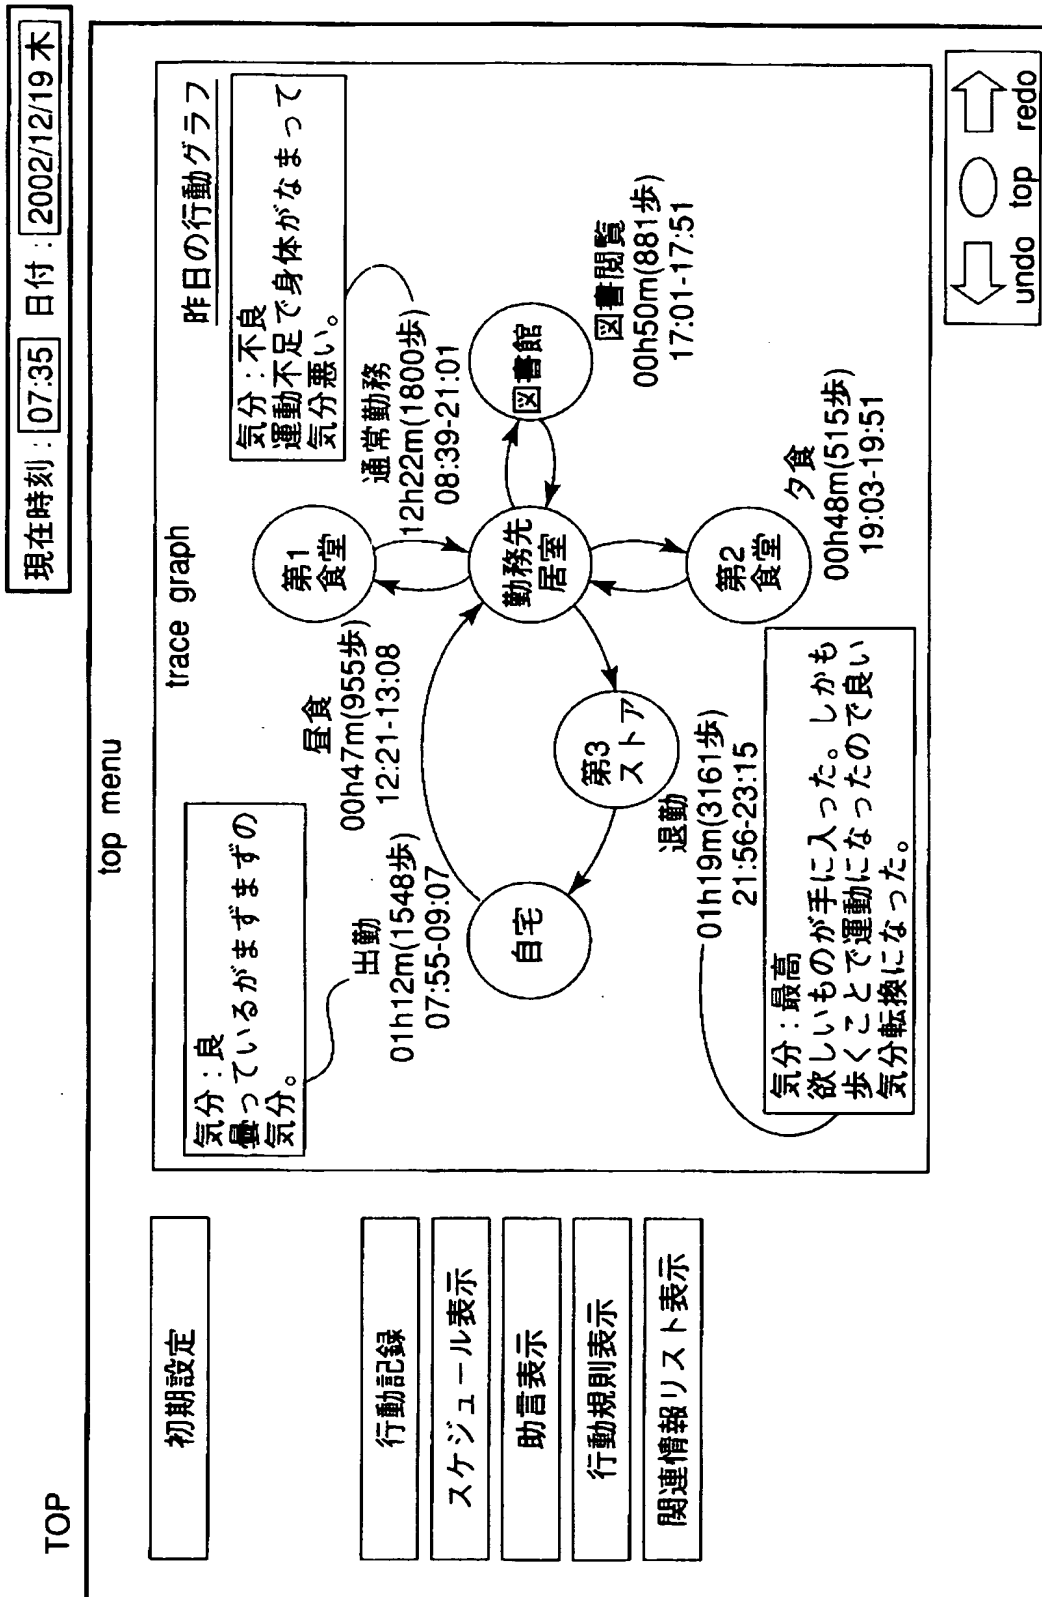 TOP
現在時刻：07:35 日付：2002/12/19 木
top menu
初期設定
行動記録
スケジュール表示
助言表示
行動規則表示
関連情報リスト表示
trace graph
昨日の行動グラフ
気分：良
曇っているがまずまずの
気分。
出勤
01h12m(1548歩)
07:55-09:07
昼食
00h47m(955歩)
12:21-13:08
気分：不良
運動不足で身体がなまって
気分悪い。
通常勤務
12h22m(1800歩)
08:39-21:01
第1
食堂
自宅
勤務先
居室
図書館
図書閲覧
00h50m(881歩)
17:01-17:51
第3
ストア
第2
食堂
夕食
00h48m(515歩)
19:03-19:51
退勤
01h19m(3161歩)
21:56-23:15
気分：最高
欲しいものが手に入った。しかも
歩くことで運動になったので良い
気分転換になった。
undo top redo